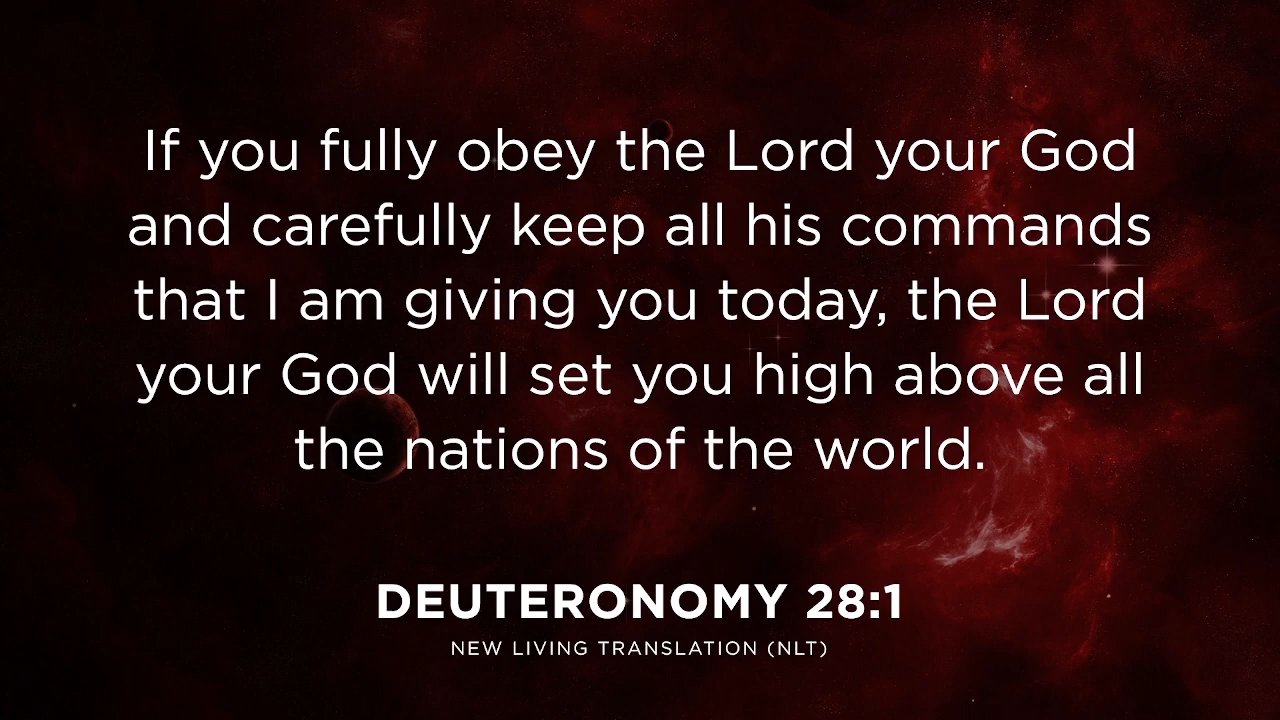 If you fully obey the Lord your God
and carefully keep all his commands
that I am giving you today, the Lord
your God will set you high above all
the nations of the world.
DEUTERONOMY 28:1
NEW LIVING TRANSLATION (NLT)